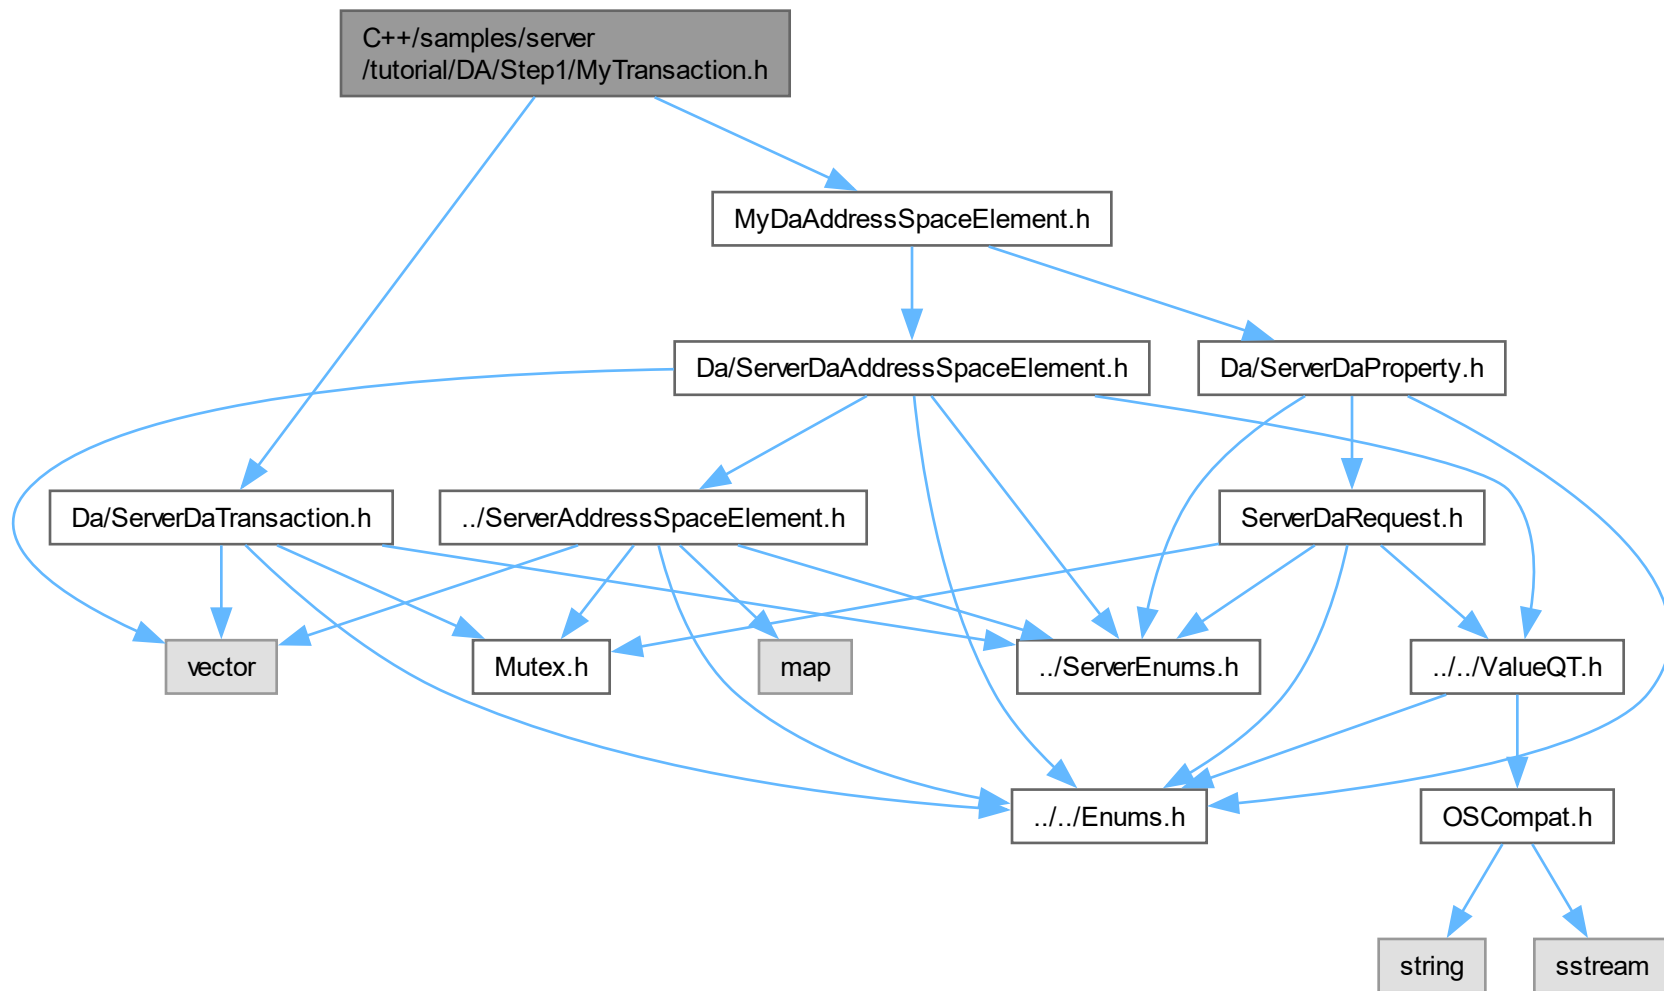 C++/samples/server
/tutorial/DA/Step1/MyTransaction.h
MyDaAddressSpaceElement.h
Da/ServerDaAddressSpaceElement.h
Da/ServerDaProperty.h
Da/ServerDaTransaction.h
../ServerAddressSpaceElement.h
ServerDaRequest.h
vector
Mutex.h
map
../ServerEnums.h
../../ValueQT.h
../../Enums.h
OSCompat.h
string
sstream